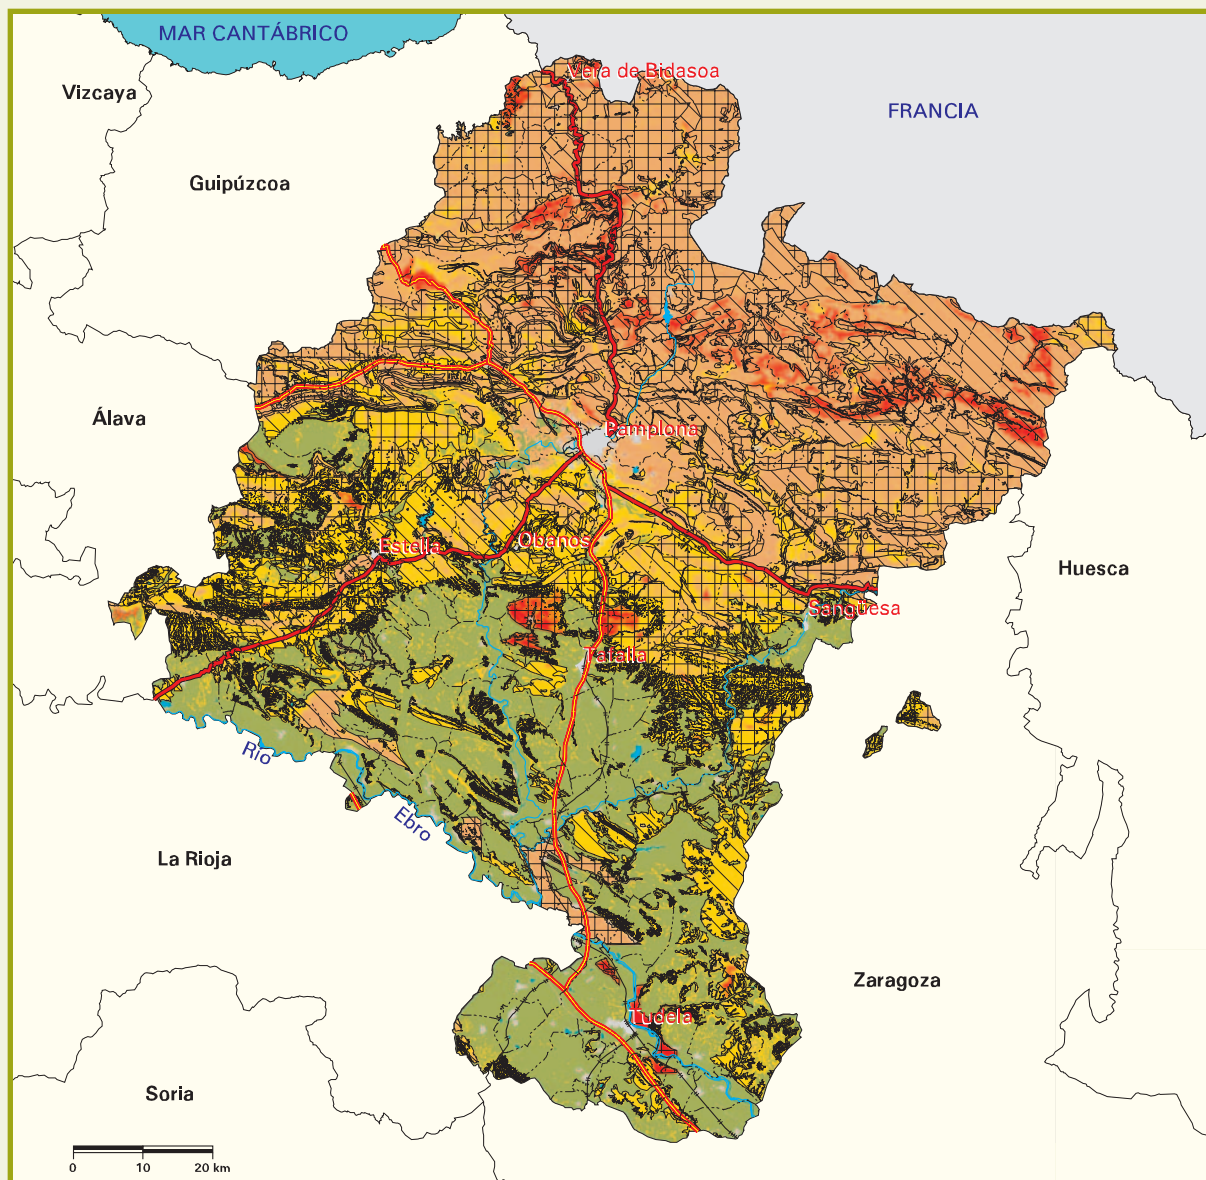 MAR CANTÁBRICO
Vera de Bidasoa
Vizcaya
FRANCIA
Guipúzcoa
Álava
Pamplona
Estella
Obanos
Huesca
Sangüesa
Tafalla
Río
Ebro
La Rioja
Zaragoza
Tudela
Soria
0 10 20 km